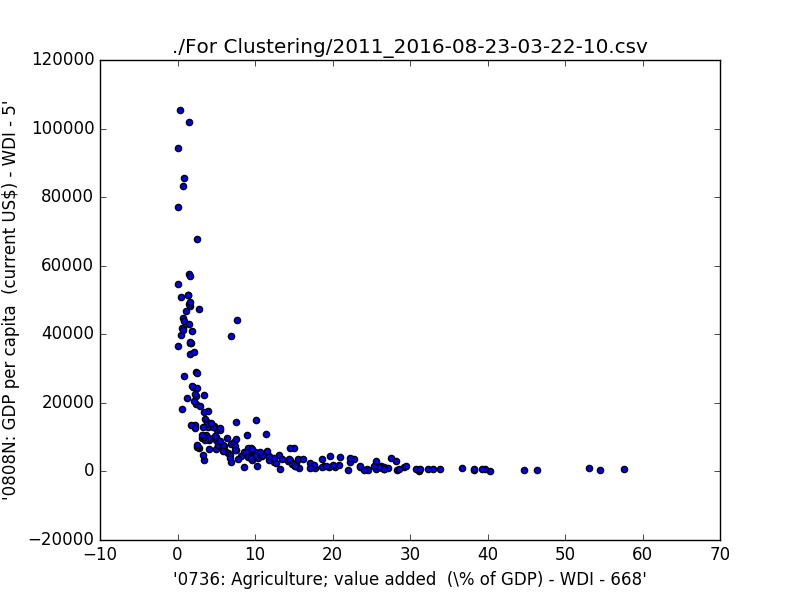 ./For Clustering/2011_2016-08-23-03-22-10.csv
120000
100000
80000
60000
40000
20000
0
−20000
−10 0 10 20 30 40 50 60 70
'0808N: GDP per capita  (current US$) - WDI - 5'
'0736: Agriculture; value added  (\% of GDP) - WDI - 668'